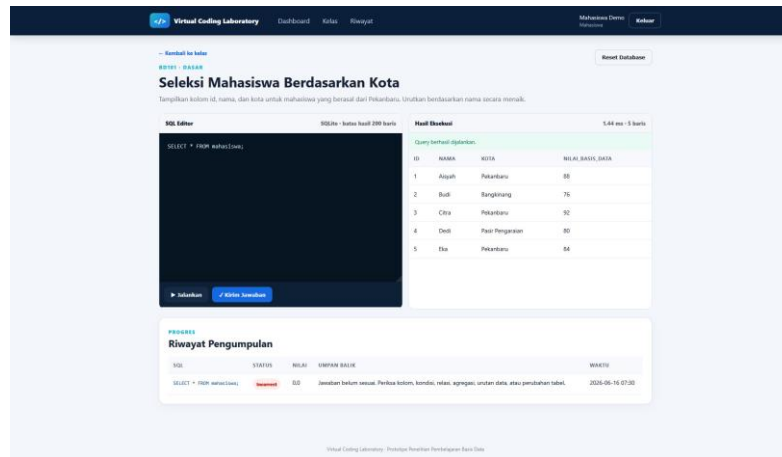 </> Virtual Coding Laboratory Dashboard Kelas Riwayat Mahasiswa Demo Mahasiswa Keluar
← Kembali ke kelas
Reset Database
Seleksi Mahasiswa Berdasarkan Kota
Tampilkan kolom id, nama, dan kota untuk mahasiswa yang berasal dari Pekanbaru. Urutkan berdasarkan nama secara menaik.
SQL Editor SQLite · batas hasil 200 baris
SELECT * FROM mahasiswa;
▶ Jalankan ✓ Kirim Jawaban
Hasil Eksekusi 5.44 ms · 5 baris
Query berhasil dijalankan.
ID NAMA KOTA NILAI_BASIS_DATA
1 Aisyah Pekanbaru 88
2 Budi Bangkinang 76
3 Citra Pekanbaru 92
4 Dedi Pasir Pengaraian 80
5 Eka Pekanbaru 84
PROGRES
Riwayat Pengumpulan
SQL STATUS NILAI UMPAN BALIK WAKTU
SELECT * FROM mahasiswa; Incorrect 0.0 Jawaban belum sesuai. Periksa kolom, kondisi, relasi, agregasi, urutan data, atau perubahan tabel. 2026-06-16 07:30
Virtual Coding Laboratory · Prototipe Penelitian Pembelajaran Basis Data